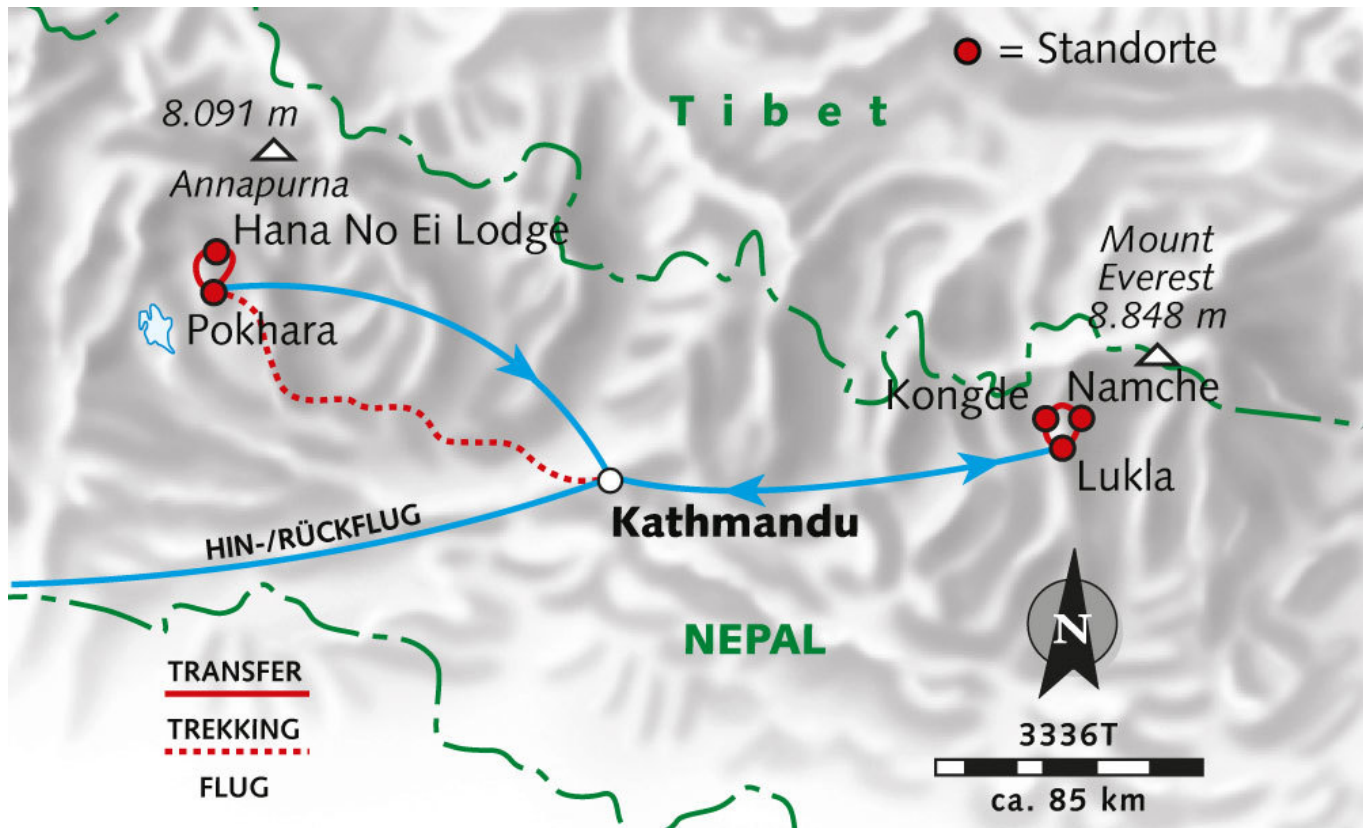 = Standorte
Tibet
8.091 m
Annapurna
Hana No Ei Lodge
Pokhara
Mount
Everest
8.848 m
Kongde
Namche
Lukla
Kathmandu
HIN-/RÜCKFLUG
NEPAL
N
TRANSFER
TREKKING
FLUG
3336T
ca. 85 km